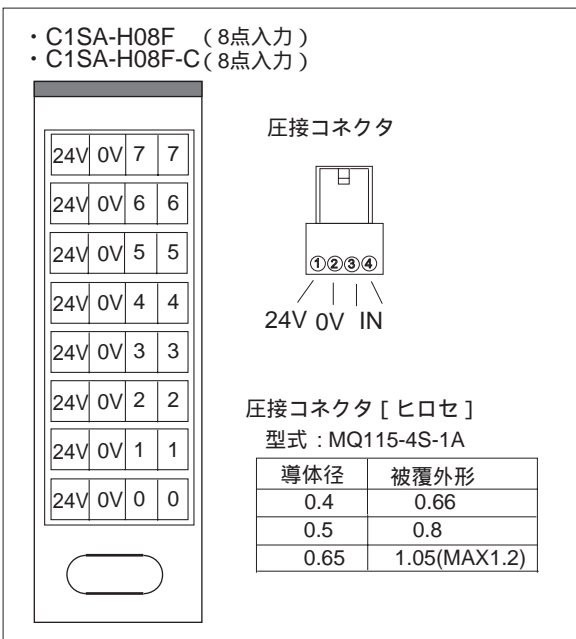 ・C1SA-H08F （8点入力）
・C1SA-H08F-C（8点入力）
24V 0V 7 7
24V 0V 6 6
24V 0V 5 5
24V 0V 4 4
24V 0V 3 3
24V 0V 2 2
24V 0V 1 1
24V 0V 0 0
圧接コネクタ
①②③④
24V 0V IN
圧接コネクタ［ヒロセ］
型式：MQ115-4S-1A
導体径 被覆外形
0.4 0.66
0.5 0.8
0.65 1.05(MAX1.2)